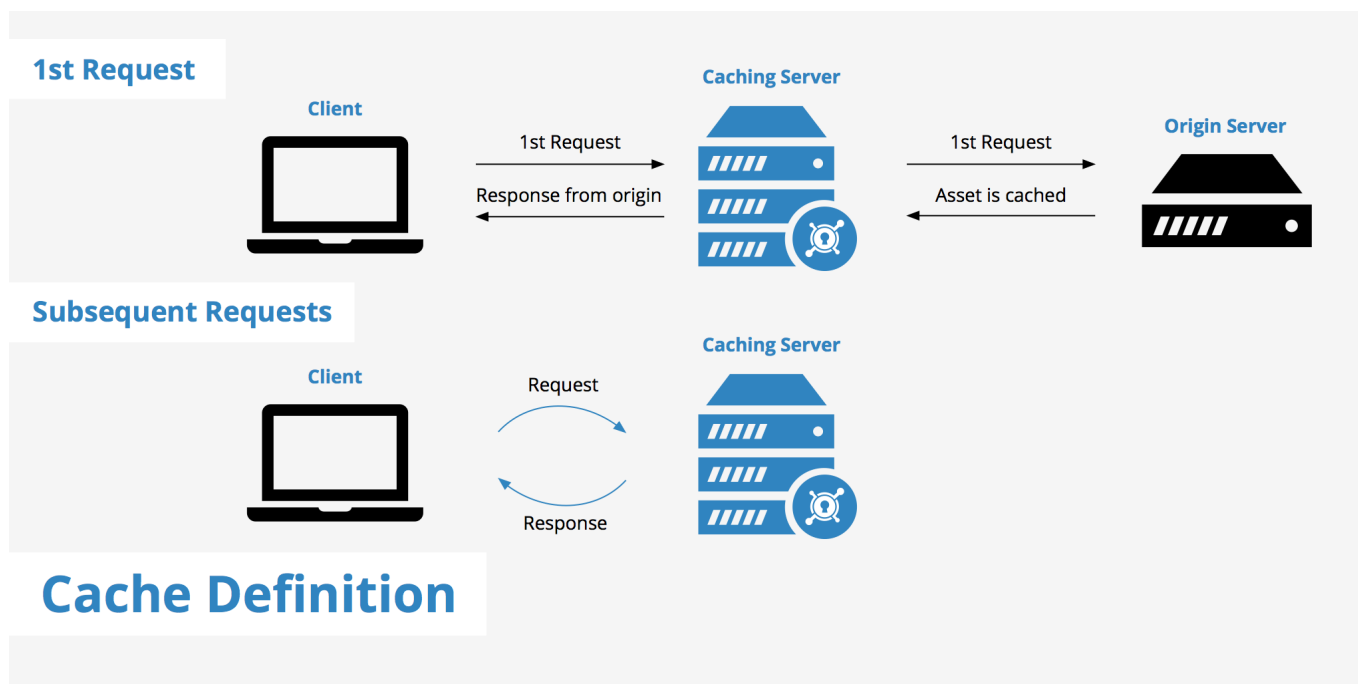 1st Request
Client
1st Request
Response from origin
Caching Server
1st Request
Asset is cached
Origin Server
Subsequent Requests
Client
Request
Response
Caching Server
Cache Definition